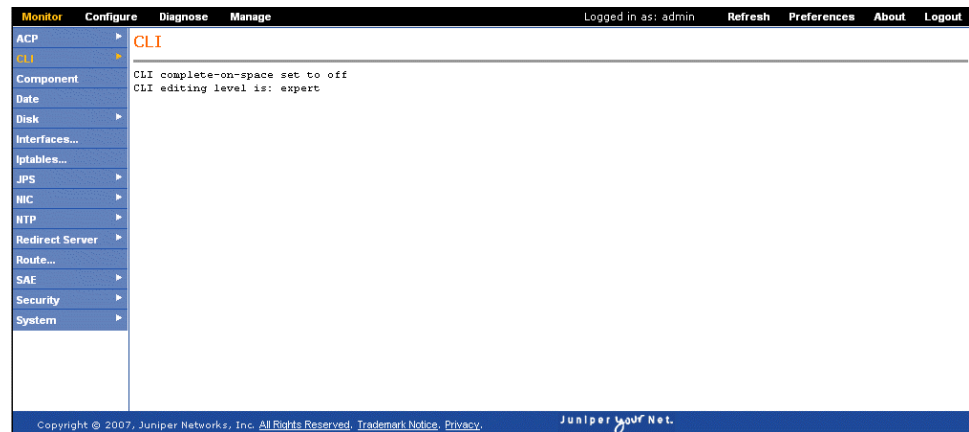 Monitor Configure Diagnose Manage Logged in as: admin Refresh Preferences About Logout
ACP
CLI
Component
Date
Disk
Interfaces...
Iptables...
JPS
NIC
NTP
Redirect Server
Route...
SAE
Security
System
CLI
CLI complete-on-space set to off
CLI editing level is: expert
Copyright © 2007, Juniper Networks, Inc. All Rights Reserved. Trademark Notice. Privacy.
Juniper your Net.